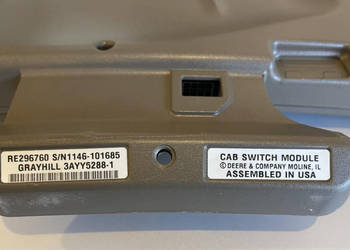 RE296760 S/N1146-101685
GRAYHILL 3AYY5288-1
CAB SWITCH MODULE
© DEERE & COMPANY MOLINE, IL
ASSEMBLED IN USA